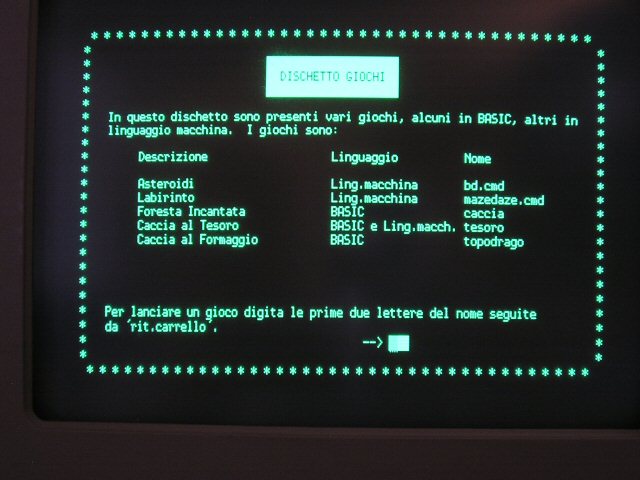 DISCHETTO GIOCHI
In questo dischetto sono presenti vari giochi, alcuni in BASIC, altri in
linguaggio macchina. I giochi sono:
Descrizione Linguaggio Nome
Asteroidi Ling.macchina bd.cmd
Labirinto Ling.macchina mazedaze.cmd
Foresta Incantata BASIC caccia
Caccia al Tesoro BASIC e Ling.macch. tesoro
Caccia al Formaggio BASIC topodrago
Per lanciare un gioco digita le prime due lettere del nome seguite
da 'rit.carrello'.
-->